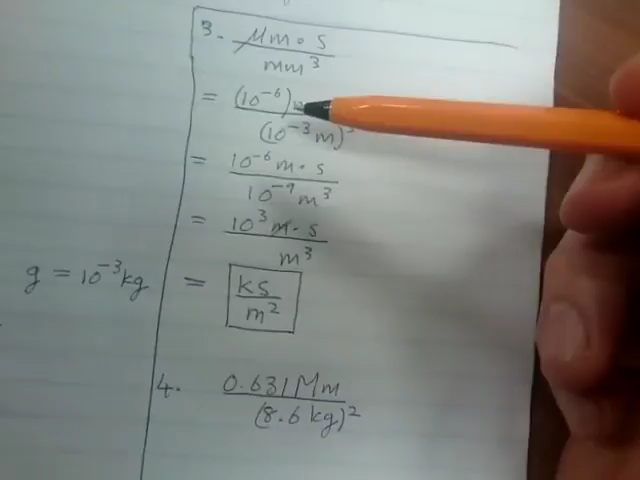 3. μm · s
mm³
= (10⁻⁶)
(10⁻³ m)³
= 10⁻⁶ m · s
10⁻⁹ m³
= 10³ m · s
m³
g = 10⁻³ kg = ks
m²
4. 0.631 Mm
(8.6 kg)²